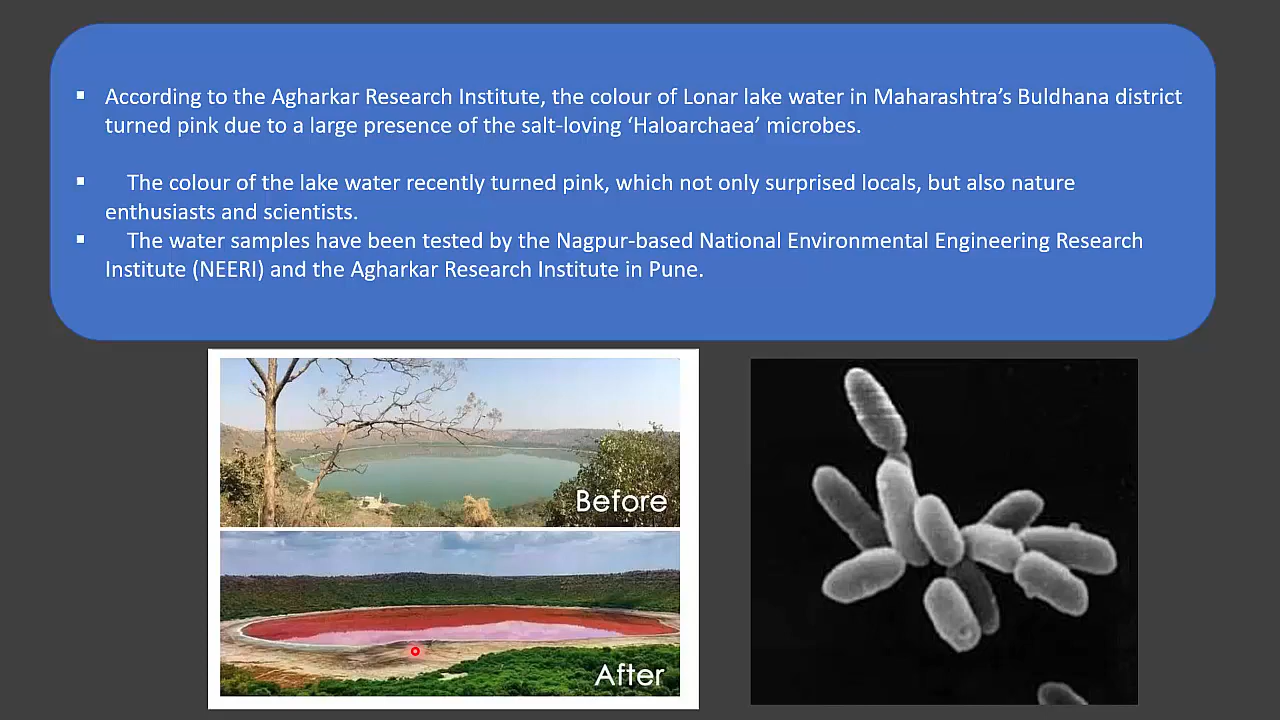 ▪ According to the Agharkar Research Institute, the colour of Lonar lake water in Maharashtra’s Buldhana district
turned pink due to a large presence of the salt-loving ‘Haloarchaea’ microbes.
▪ The colour of the lake water recently turned pink, which not only surprised locals, but also nature
enthusiasts and scientists.
▪ The water samples have been tested by the Nagpur-based National Environmental Engineering Research
Institute (NEERI) and the Agharkar Research Institute in Pune.
Before
After